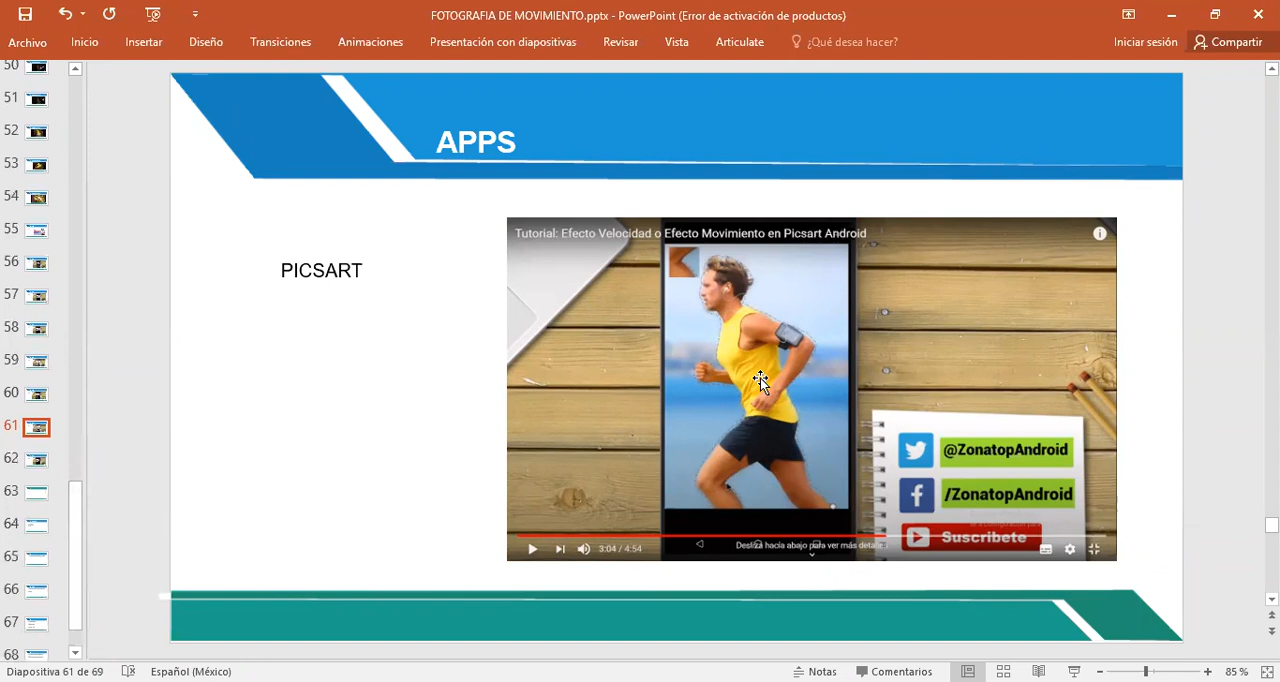 FOTOGRAFIA DE MOVIMIENTO.pptx - PowerPoint (Error de activación de productos)
Archivo Inicio Insertar Diseño Transiciones Animaciones Presentación con diapositivas Revisar Vista Articulate ¿Qué desea hacer? Iniciar sesión Compartir
50
51
52
53
54
55
56
57
58
59
60
61
62
63
64
65
66
67
68
APPS
PICSART
Tutorial: Efecto Velocidad o Efecto Movimiento en Picsart Android
@ZonatopAndroid
/ZonatopAndroid
Suscribete
3:04 / 4:54
Desliza hacia abajo para ver más detalle
Diapositiva 61 de 69 Español (México) Notas Comentarios 85 %